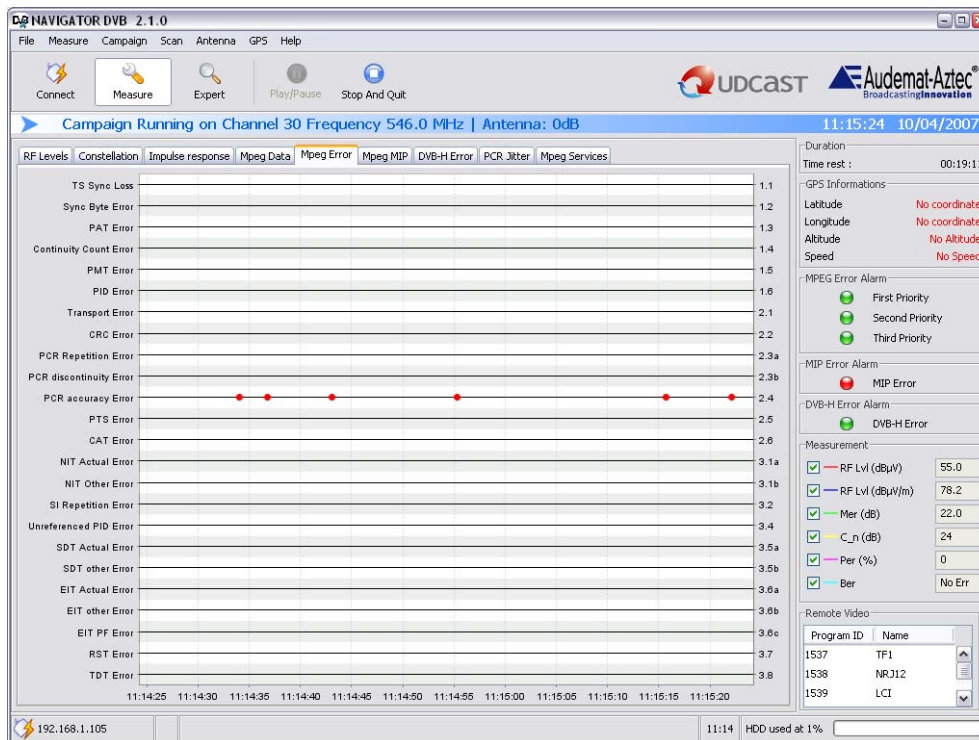 DVB NAVIGATOR DVB 2.1.0
File Measure Campaign Scan Antenna GPS Help
Connect Measure Expert Play/Pause Stop And Quit
UDCAST
Audemat-Aztec®
BroadcastingInnovation
Campaign Running on Channel 30 Frequency 546.0 MHz | Antenna: 0dB
11:15:24 10/04/2007
RF Levels Constellation Impulse response Mpeg Data Mpeg Error Mpeg MIP DVB-H Error PCR Jitter Mpeg Services
TS Sync Loss 1.1
Sync Byte Error 1.2
PAT Error 1.3
Continuity Count Error 1.4
PMT Error 1.5
PID Error 1.6
Transport Error 2.1
CRC Error 2.2
PCR Repetition Error 2.3a
PCR discontinuity Error 2.3b
PCR accuracy Error 2.4
PTS Error 2.5
CAT Error 2.6
NIT Actual Error 3.1a
NIT Other Error 3.1b
SI Repetition Error 3.2
Unreferenced PID Error 3.4
SDT Actual Error 3.5a
SDT other Error 3.5b
EIT Actual Error 3.6a
EIT other Error 3.6b
EIT PF Error 3.6c
RST Error 3.7
TDT Error 3.8
11:14:25 11:14:30 11:14:35 11:14:40 11:14:45 11:14:50 11:14:55 11:15:00 11:15:05 11:15:10 11:15:15 11:15:20
Duration
Time rest : 00:19:1
GPS Informations
Latitude No coordinate
Longitude No coordinate
Altitude No Altitude
Speed No Speed
MPEG Error Alarm
First Priority
Second Priority
Third Priority
MIP Error Alarm
MIP Error
DVB-H Error Alarm
DVB-H Error
Measurement
RF Lvl (dBµV) 55.0
RF Lvl (dBµV/m) 78.2
Mer (dB) 22.0
C_n (dB) 24
Per (%) 0
Ber No Err
Remote Video
Program ID Name
1537 TF1
1538 NRJ12
1539 LCI
192.168.1.105
11:14 HDD used at 1%